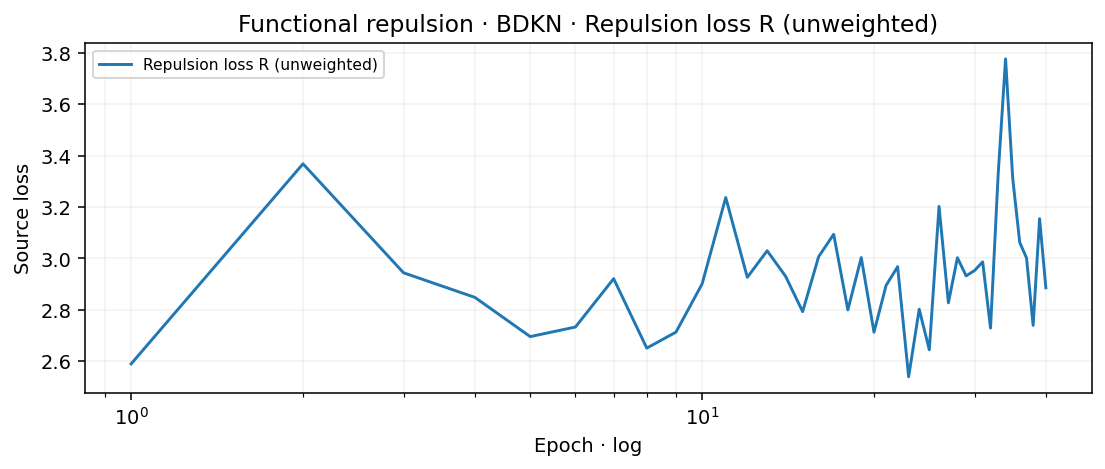 Functional repulsion · BDKN · Repulsion loss R (unweighted)
Repulsion loss R (unweighted)
Source loss
3.8
3.6
3.4
3.2
3.0
2.8
2.6
10⁰
10¹
Epoch · log